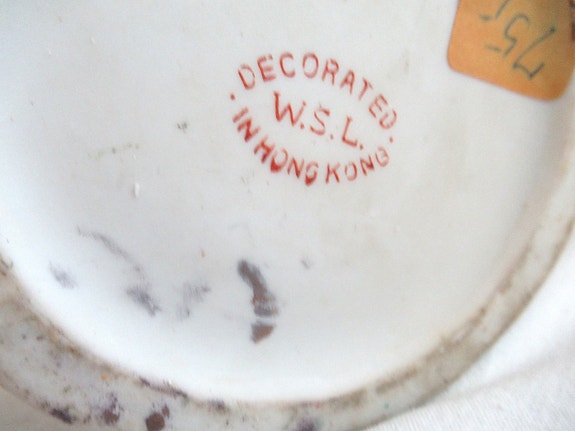 DECORATED
W.S.L.
IN HONG KONG
75